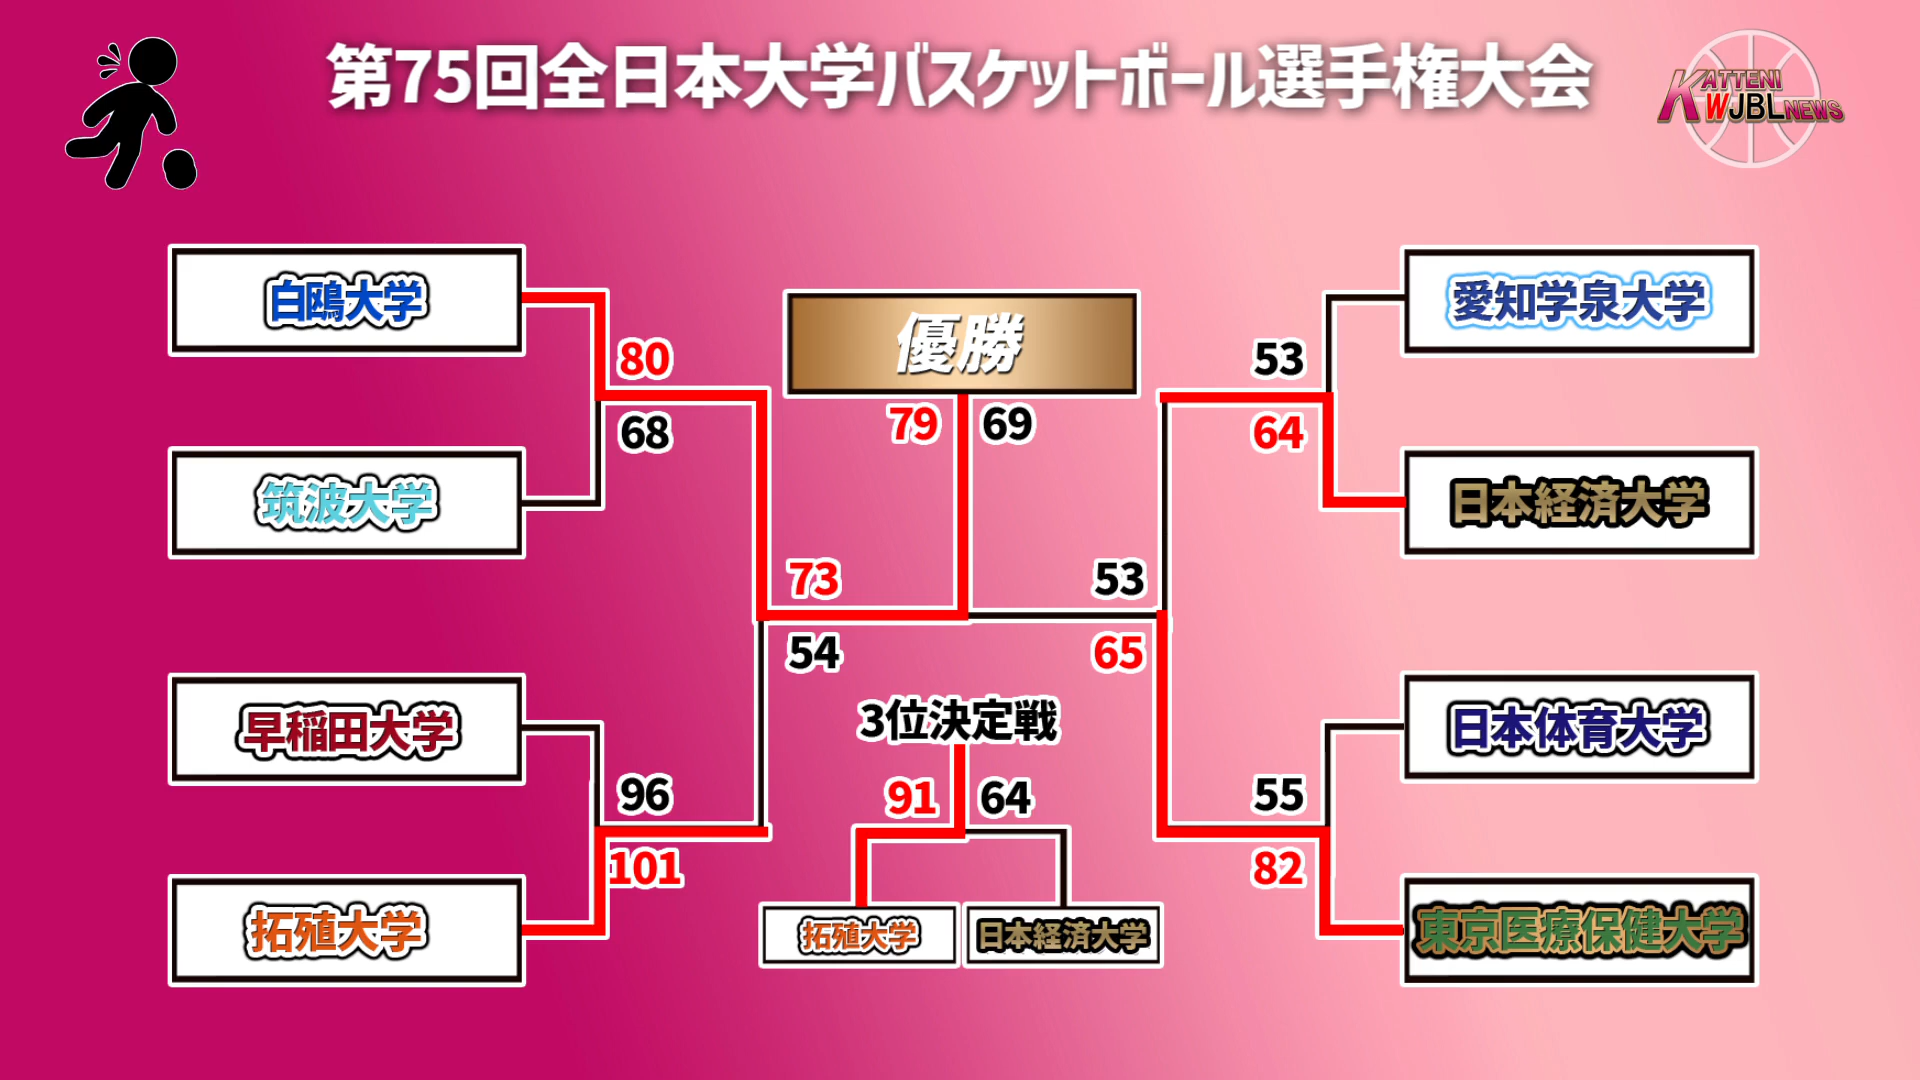 第75回全日本大学バスケットボール選手権大会
KATTENI
WJBLNEWS
白鴎大学
80
68
筑波大学
早稲田大学
96
101
拓殖大学
73
54
優勝
79 69
53
65
3位決定戦
91 64
拓殖大学 日本経済大学
愛知学泉大学
53
64
日本経済大学
日本体育大学
55
82
東京医療保健大学